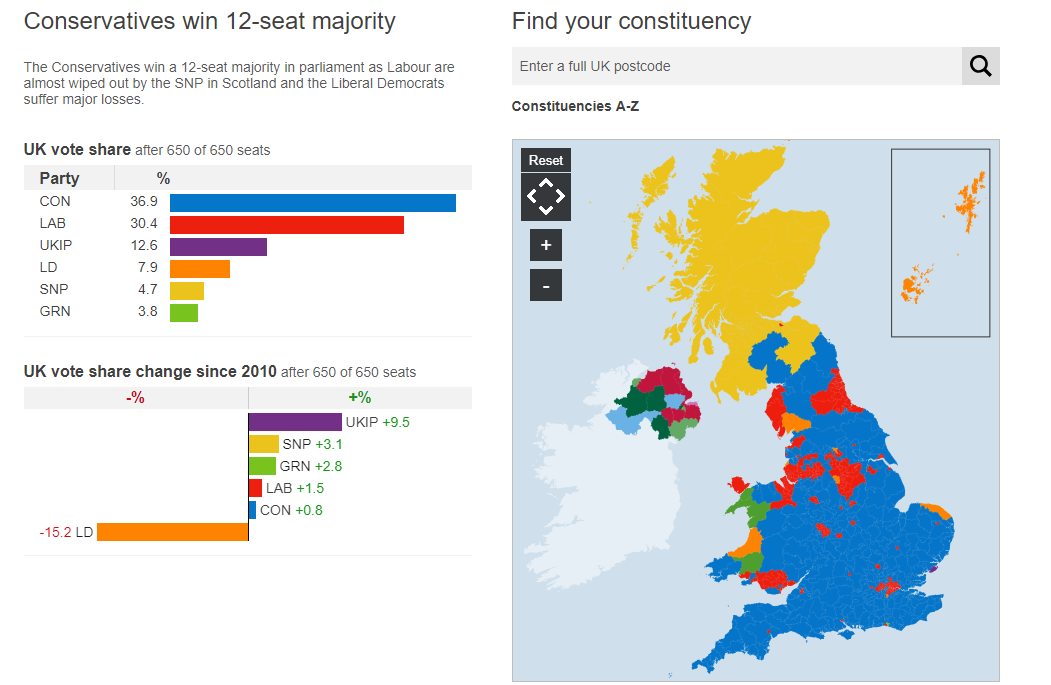 Conservatives win 12-seat majority
The Conservatives win a 12-seat majority in parliament as Labour are
almost wiped out by the SNP in Scotland and the Liberal Democrats
suffer major losses.
UK vote share after 650 of 650 seats
Party %
CON 36.9
LAB 30.4
UKIP 12.6
LD 7.9
SNP 4.7
GRN 3.8
UK vote share change since 2010 after 650 of 650 seats
-% +%
UKIP +9.5
SNP +3.1
GRN +2.8
LAB +1.5
CON +0.8
-15.2 LD
Find your constituency
Enter a full UK postcode
Constituencies A-Z
Reset
+
-